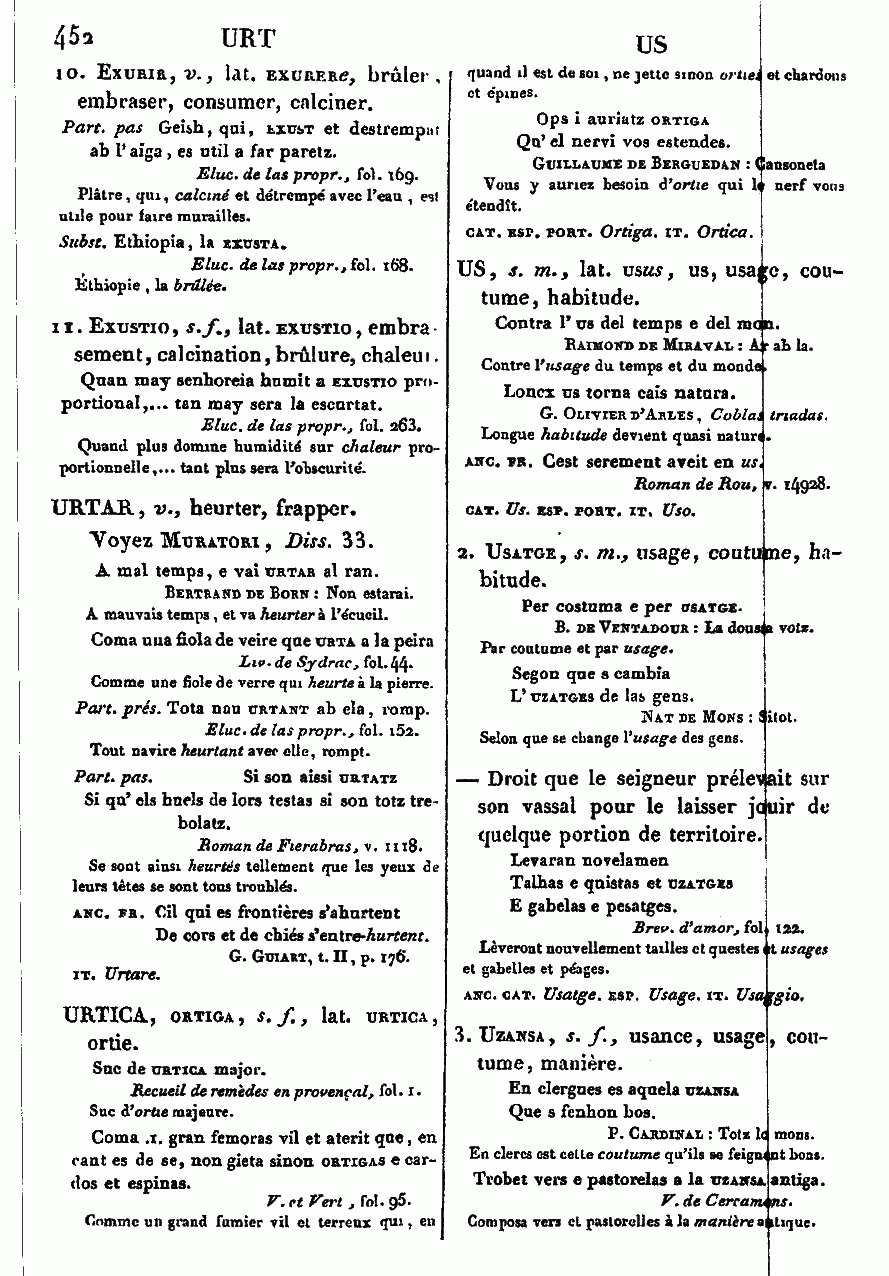 452 URT
US
10. Exurir, v., lat. exurere, brûler,
embraser, consumer, calciner.
Part. pas Geish, qui, exust et destrempat
ab l'aiga, es util a far paretz.
Eluc. de las propr., fol. 169.
Plâtre, qui, calciné et détrempé avec l'eau, est
utile pour faire murailles.
Subst. Ethiopia, la exusta.
Eluc. de las propr., fol. 168.
Éthiopie, la brûlée.
11. Exustio, s. f., lat. exustio, embra-
sement, calcination, brûlure, chaleur.
Quan may senhoreia humit a exustio pro-
portional,... tan may sera la escurtat.
Eluc. de las propr., fol. 263.
Quand plus domine humidité sur chaleur pro-
portionnelle,... tant plus sera l'obscurité.
URTAR, v., heurter, frapper.
Voyez Muratori, Diss. 33.
A mal temps, e vai urtar al ran.
Bertrand de Born : Non estarai.
A mauvais temps, et va heurter à l'écueil.
Coma una fiola de veire que urta a la peira
Liv. de Sydrac, fol. 44.
Comme une fiole de verre qui heurte à la pierre.
Part. prés. Tota nau urtant ab ela, romp.
Eluc. de las propr., fol. 152.
Tout navire heurtant avec elle, rompt.
Part. pas. Si son aissi urtatz
Si qu'els huels de lors testas si son totz tre-
bolatz.
Roman de Fierabras, v. 1118.
Se sont ainsi heurtés tellement que les yeux de
leurs têtes se sont tous troublés.
anc. fr. Cil qui es frontières s'ahurtent
De cors et de chiés s'entre-hurtent.
G. Guiart, t. II, p. 176.
it. Urtare.
URTICA, ortiga, s. f., lat. urtica,
ortie.
Suc de urtica major.
Recueil de remèdes en provençal, fol. 1.
Suc d'ortie majeure.
Coma .i. gran femoras vil et aterit que, en
cant es de se, non gieta sinon ortigas e car-
dos et espinas.
V. et Vert, fol. 95.
Comme un grand fumier vil et terreux qui, en
quand il est de soi, ne jette sinon orties et chardons
et épines.
Ops i auriatz ortiga
Qu'el nervi vos estendes.
Guillaume de Berguedan : Cansoneta
Vous y auriez besoin d'ortie qui le nerf vous
étendît.
cat. esp. port. Ortiga. it. Ortica.
US, s. m., lat. usus, us, usage, cou-
tume, habitude.
Contra l'us del temps e del mon.
Raimond de Miraval : Ar ab la.
Contre l'usage du temps et du monde.
Loncx us torna cais natura.
G. Olivier d'Arles, Coblas triadas.
Longue habitude devient quasi nature.
anc. fr. Cest serement aveit en us.
Roman de Rou, v. 14928.
cat. Us. esp. port. it. Uso.
2. Usatge, s. m., usage, coutume, ha-
bitude.
Per costuma e per usatge.
B. de Ventadour : La doussa votz.
Par coutume et par usage.
Segon que s cambia
L'uzatges de las gens.
Nat de Mons : Sitot.
Selon que se change l'usage des gens.
— Droit que le seigneur prélevait sur
son vassal pour le laisser jouir de
quelque portion de territoire.
Levaran novelamen
Talhas e quistas et uzatges
E gabelas e pesatges.
Brev. d'amor, fol. 122.
Lèveront nouvellement tailles et questes et usages
et gabelles et péages.
anc. cat. Usatge. esp. Usage. it. Usaggio.
3. Uzansa, s. f., usance, usage, cou-
tume, manière.
En clergues es aquela uzansa
Que s fenhon bos.
P. Cardinal : Totz lo mons.
En clercs est cette coutume qu'ils se feignent bons.
Trobet vers e pastorelas a la uzansa antiga.
V. de Cercamons.
Composa vers et pastorelles à la manière antique.